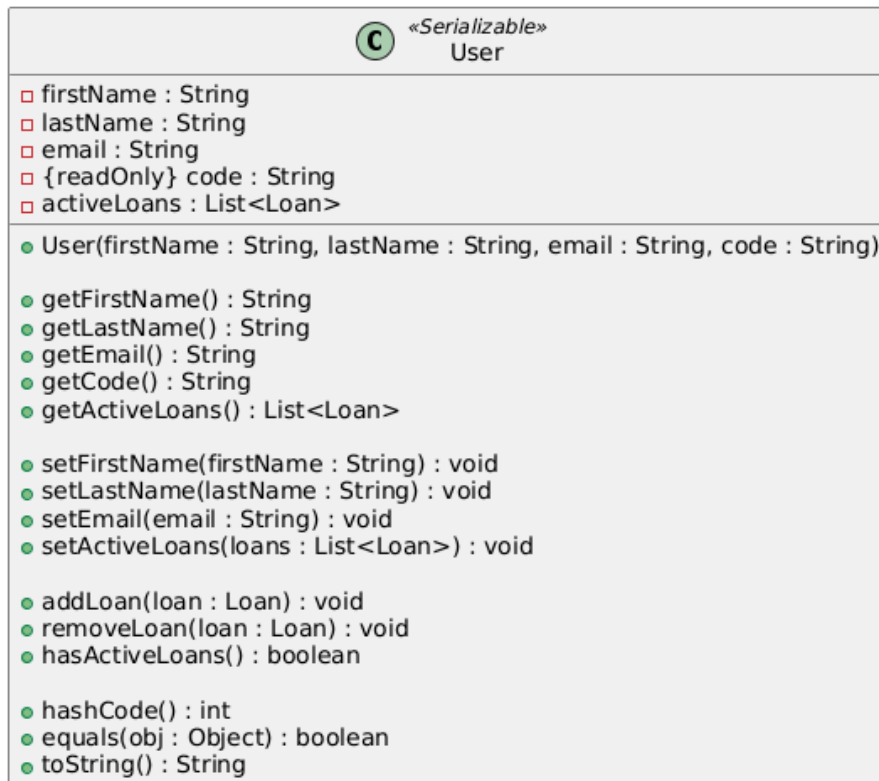 C «Serializable»
User
firstName : String
lastName : String
email : String
{readOnly} code : String
activeLoans : List<Loan>
User(firstName : String, lastName : String, email : String, code : String)
getFirstName() : String
getLastName() : String
getEmail() : String
getCode() : String
getActiveLoans() : List<Loan>
setFirstName(firstName : String) : void
setLastName(lastName : String) : void
setEmail(email : String) : void
setActiveLoans(loans : List<Loan>) : void
addLoan(loan : Loan) : void
removeLoan(loan : Loan) : void
hasActiveLoans() : boolean
hashCode() : int
equals(obj : Object) : boolean
toString() : String